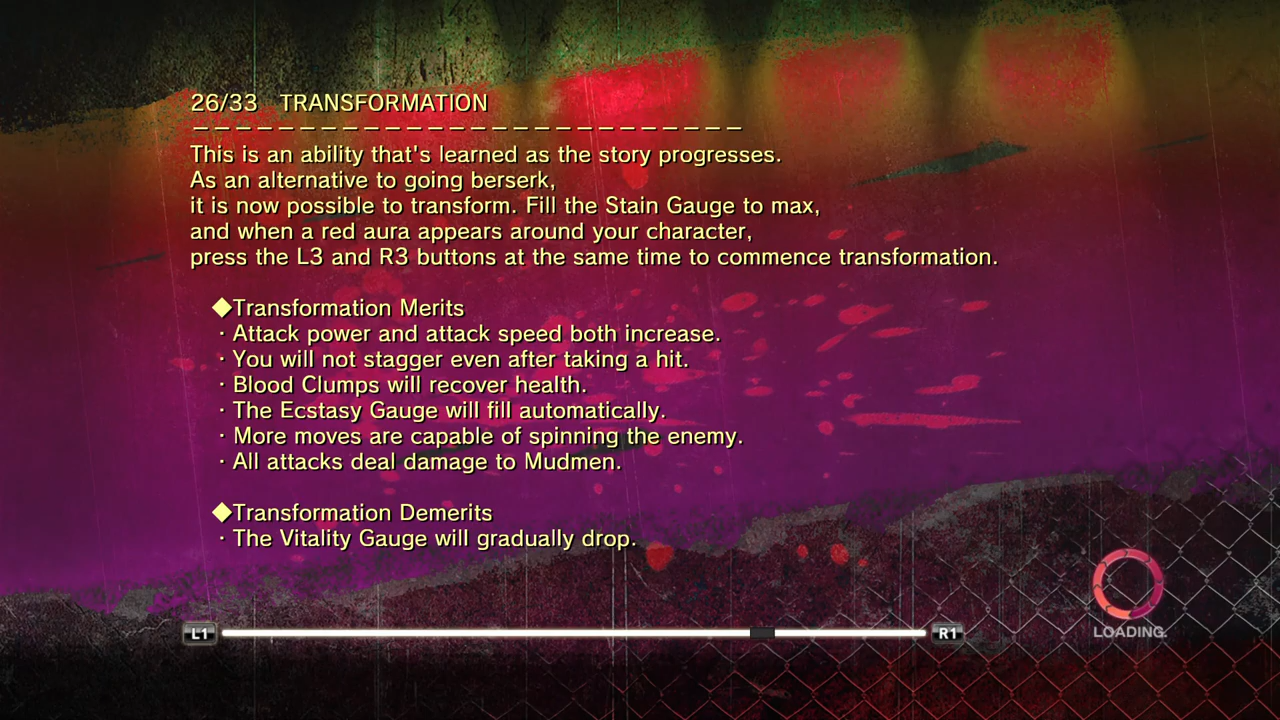 26/33 TRANSFORMATION
This is an ability that's learned as the story progresses.
As an alternative to going berserk,
it is now possible to transform. Fill the Stain Gauge to max,
and when a red aura appears around your character,
press the L3 and R3 buttons at the same time to commence transformation.
◆Transformation Merits
・Attack power and attack speed both increase.
・You will not stagger even after taking a hit.
・Blood Clumps will recover health.
・The Ecstasy Gauge will fill automatically.
・More moves are capable of spinning the enemy.
・All attacks deal damage to Mudmen.
◆Transformation Demerits
・The Vitality Gauge will gradually drop.
L1 R1
LOADING.